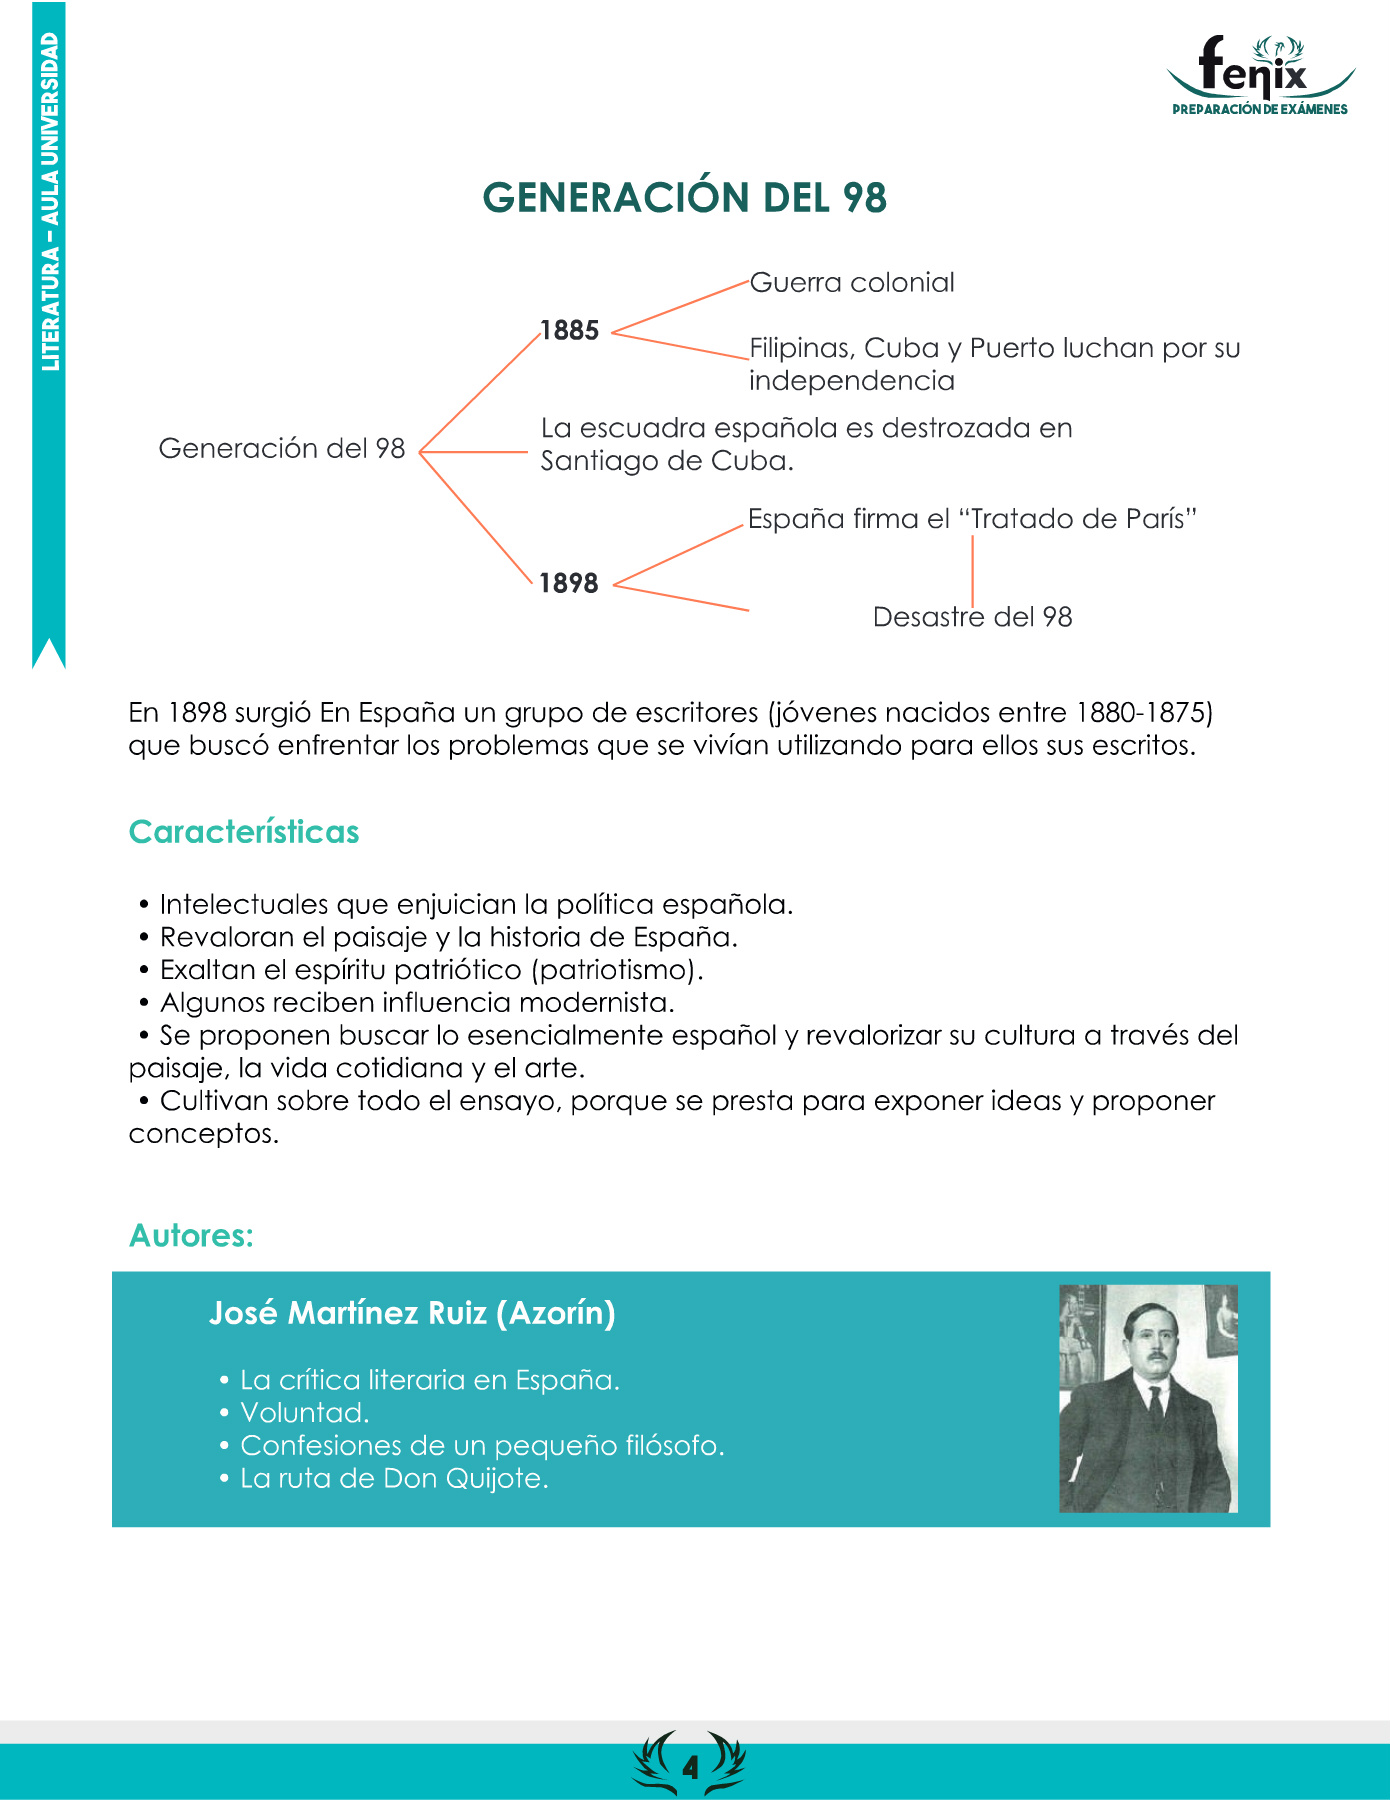 LITERATURA – AULA UNIVERSIDAD
fenix
PREPARACIÓN DE EXÁMENES
GENERACIÓN DEL 98
Guerra colonial
1885
Filipinas, Cuba y Puerto luchan por su
independencia
La escuadra española es destrozada en
Generación del 98
Santiago de Cuba.
España firma el “Tratado de París”
1898
Desastre del 98
En 1898 surgió En España un grupo de escritores (jóvenes nacidos entre 1880-1875)
que buscó enfrentar los problemas que se vivían utilizando para ellos sus escritos.
Características
• Intelectuales que enjuician la política española.
• Revaloran el paisaje y la historia de España.
• Exaltan el espíritu patriótico (patriotismo).
• Algunos reciben influencia modernista.
• Se proponen buscar lo esencialmente español y revalorizar su cultura a través del
paisaje, la vida cotidiana y el arte.
• Cultivan sobre todo el ensayo, porque se presta para exponer ideas y proponer
conceptos.
Autores:
José Martínez Ruiz (Azorín)
• La crítica literaria en España.
• Voluntad.
• Confesiones de un pequeño filósofo.
• La ruta de Don Quijote.
4